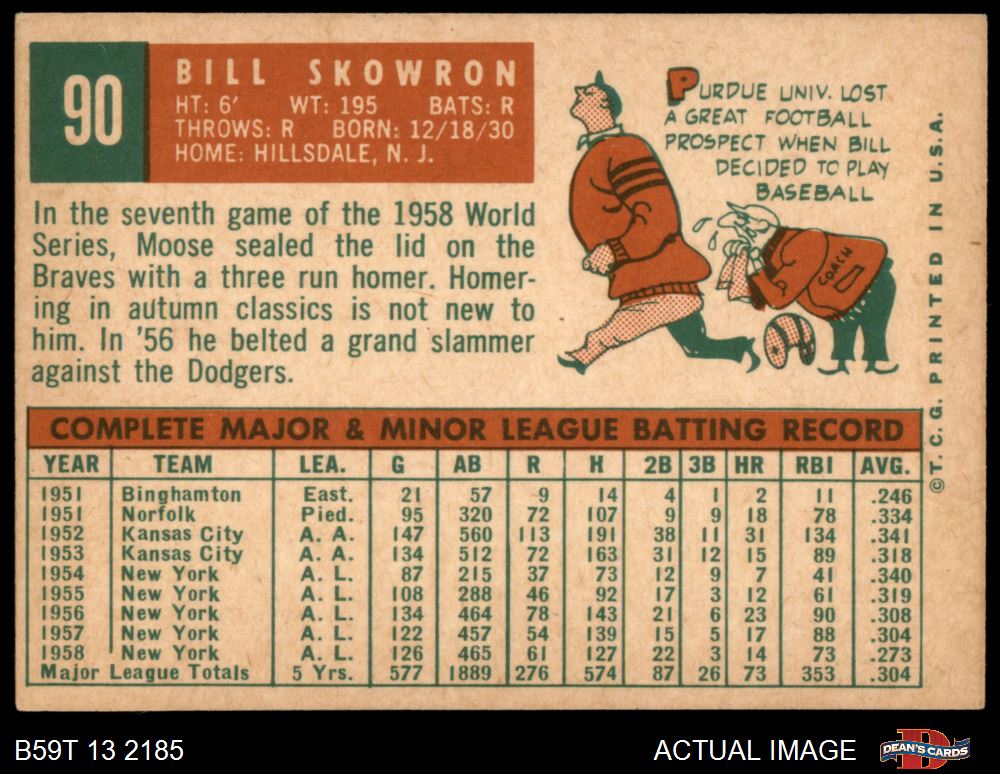 90
BILL SKOWRON
HT: 6' WT: 195 BATS: R
THROWS: R BORN: 12/18/30
HOME: HILLSDALE, N. J.
In the seventh game of the 1958 World
Series, Moose sealed the lid on the
Braves with a three run homer. Homer-
ing in autumn classics is not new to
him. In '56 he belted a grand slammer
against the Dodgers.
PURDUE UNIV. LOST
A GREAT FOOTBALL
PROSPECT WHEN BILL
DECIDED TO PLAY
BASEBALL
COACH
COMPLETE MAJOR & MINOR LEAGUE BATTING RECORD
YEAR TEAM LEA. G AB R H 2B 3B HR RBI AVG.
1951 Binghamton East. 21 57 9 14 4 1 2 11 .246
1951 Norfolk Pied. 95 320 72 107 9 9 18 78 .334
1952 Kansas City A. A. 147 560 113 191 38 11 31 134 .341
1953 Kansas City A. A. 134 512 72 163 31 12 15 89 .318
1954 New York A. L. 87 215 37 73 12 9 7 41 .340
1955 New York A. L. 108 288 46 92 17 3 12 61 .319
1956 New York A. L. 134 464 78 143 21 6 23 90 .308
1957 New York A. L. 122 457 54 139 15 5 17 88 .304
1958 New York A. L. 126 465 61 127 22 3 14 73 .273
Major League Totals 5 Yrs. 577 1889 276 574 87 26 73 353 .304
©T. C. G. PRINTED IN U. S. A.
B59T 13 2185
ACTUAL IMAGE
DEAN'S CARDS